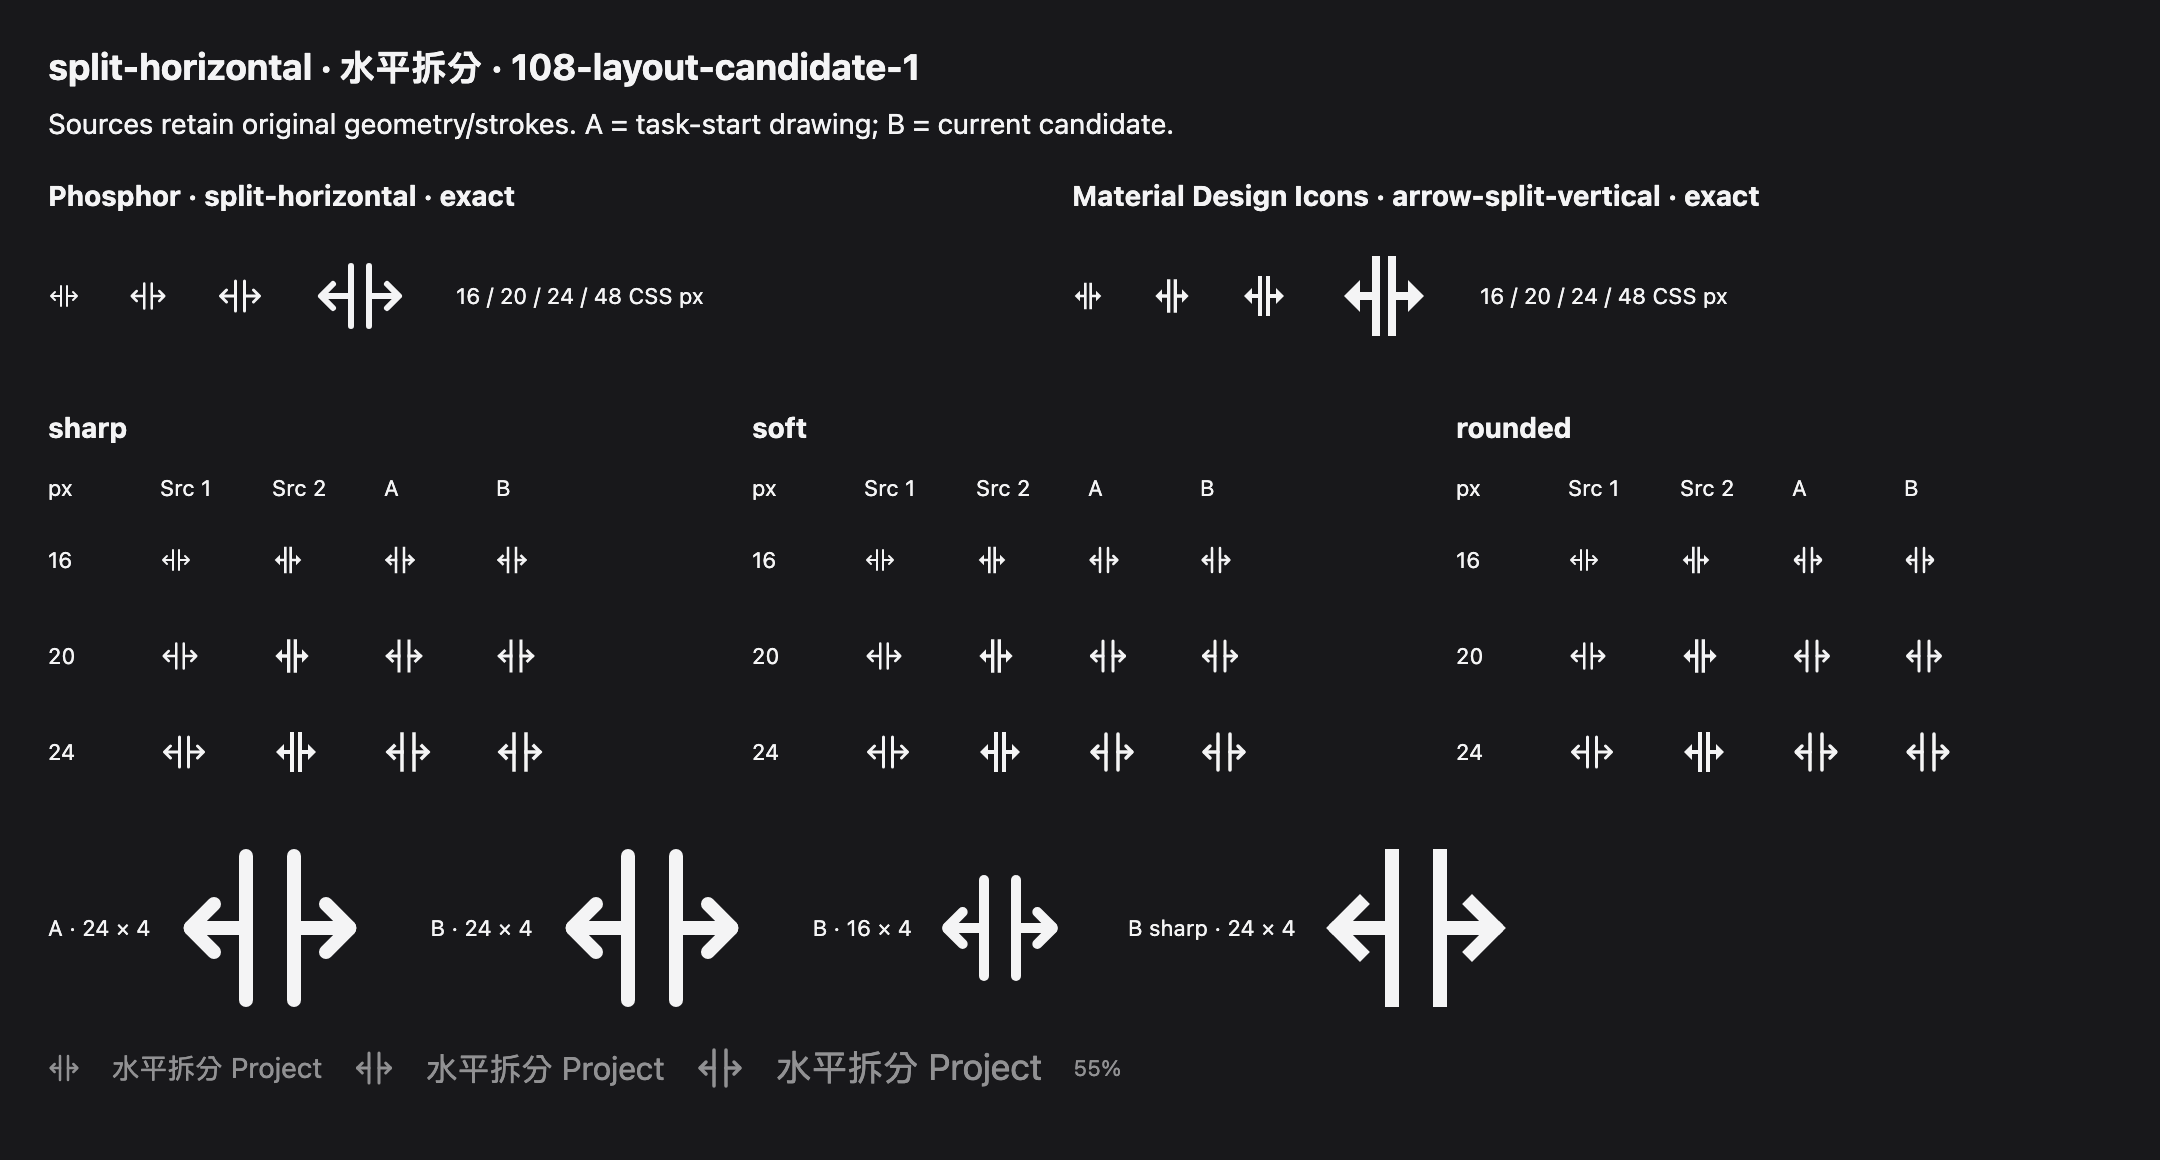 split-horizontal · 水平拆分 · 108-layout-candidate-1
Sources retain original geometry/strokes. A = task-start drawing; B = current candidate.
Phosphor · split-horizontal · exact
Material Design Icons · arrow-split-vertical · exact
16 / 20 / 24 / 48 CSS px
16 / 20 / 24 / 48 CSS px
sharp
px Src 1 Src 2 A B
16
20
24
soft
px Src 1 Src 2 A B
16
20
24
rounded
px Src 1 Src 2 A B
16
20
24
A · 24 × 4
B · 24 × 4
B · 16 × 4
B sharp · 24 × 4
水平拆分 Project
水平拆分 Project
水平拆分 Project
55%